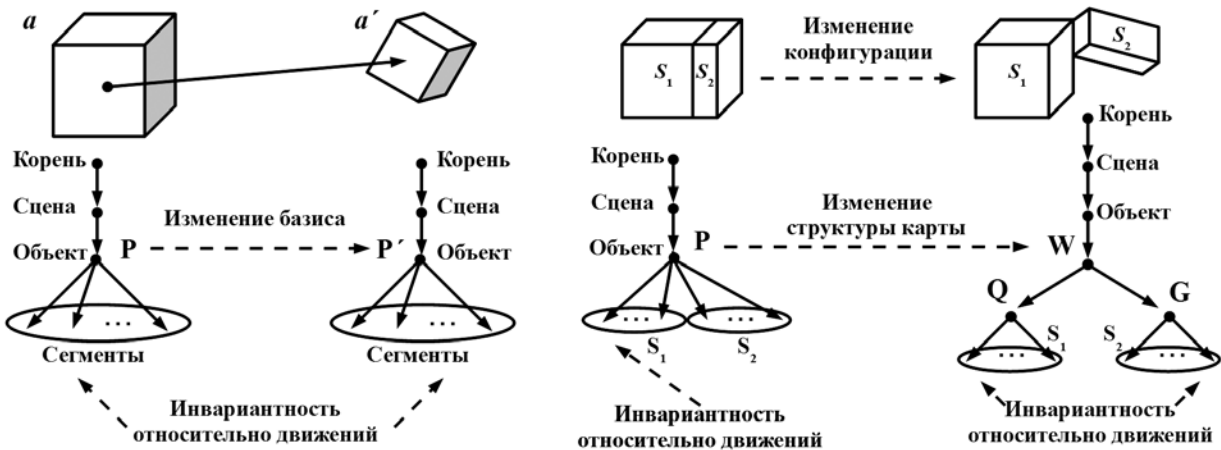 a
a´
Корень
Сцена
Объект
P
Изменение базиса
Корень
Сцена
P´
Объект
...
...
Сегменты
Сегменты
Инвариантность
относительно движений
S1
S2
Изменение
конфигурации
S1
S2
Корень
Сцена
Объект
P
Изменение
структуры карты
Корень
Сцена
Объект
W
Q
G
...
...
S1
S2
...
S1
S2
...
Инвариантность
относительно движений
Инвариантность
относительно движений